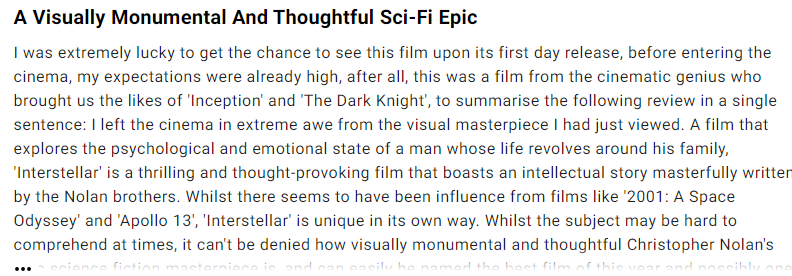 A Visually Monumental And Thoughtful Sci-Fi Epic
I was extremely lucky to get the chance to see this film upon its first day release, before entering the
cinema, my expectations were already high, after all, this was a film from the cinematic genius who
brought us the likes of 'Inception' and 'The Dark Knight', to summarise the following review in a single
sentence: I left the cinema in extreme awe from the visual masterpiece I had just viewed. A film that
explores the psychological and emotional state of a man whose life revolves around his family,
'Interstellar' is a thrilling and thought-provoking film that boasts an intellectual story masterfully written
by the Nolan brothers. Whilst there seems to have been influence from films like '2001: A Space
Odyssey' and 'Apollo 13', 'Interstellar' is unique in its own way. Whilst the subject may be hard to
comprehend at times, it can't be denied how visually monumental and thoughtful Christopher Nolan's
••• science fiction masterpiece is, and can easily be named the best film of this year and possibly one